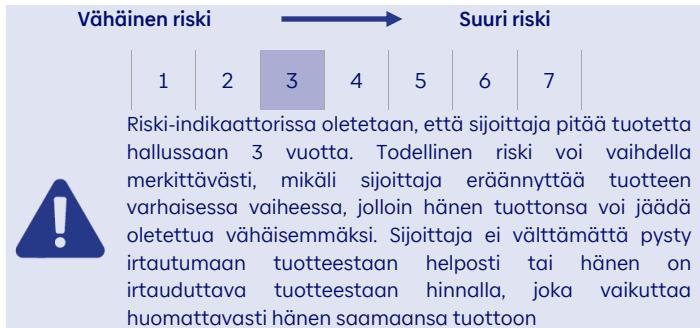 Vähäinen riski Suuri riski
1 2 3 4 5 6 7
Riski-indikaattorissa oletetaan, että sijoittaja pitää tuotetta
hallussaan 3 vuotta. Todellinen riski voi vaihdella
merkittävästi, mikäli sijoittaja eräännyttää tuotteen
varhaisessa vaiheessa, jolloin hänen tuottonsa voi jäädä
oletettua vähäisemmäksi. Sijoittaja ei välttämättä pysty
irtautumaan tuotteestaan helposti tai hänen on
irtauduttava tuotteestaan hinnalla, joka vaikuttaa
huomattavasti hänen saamaansa tuottoon